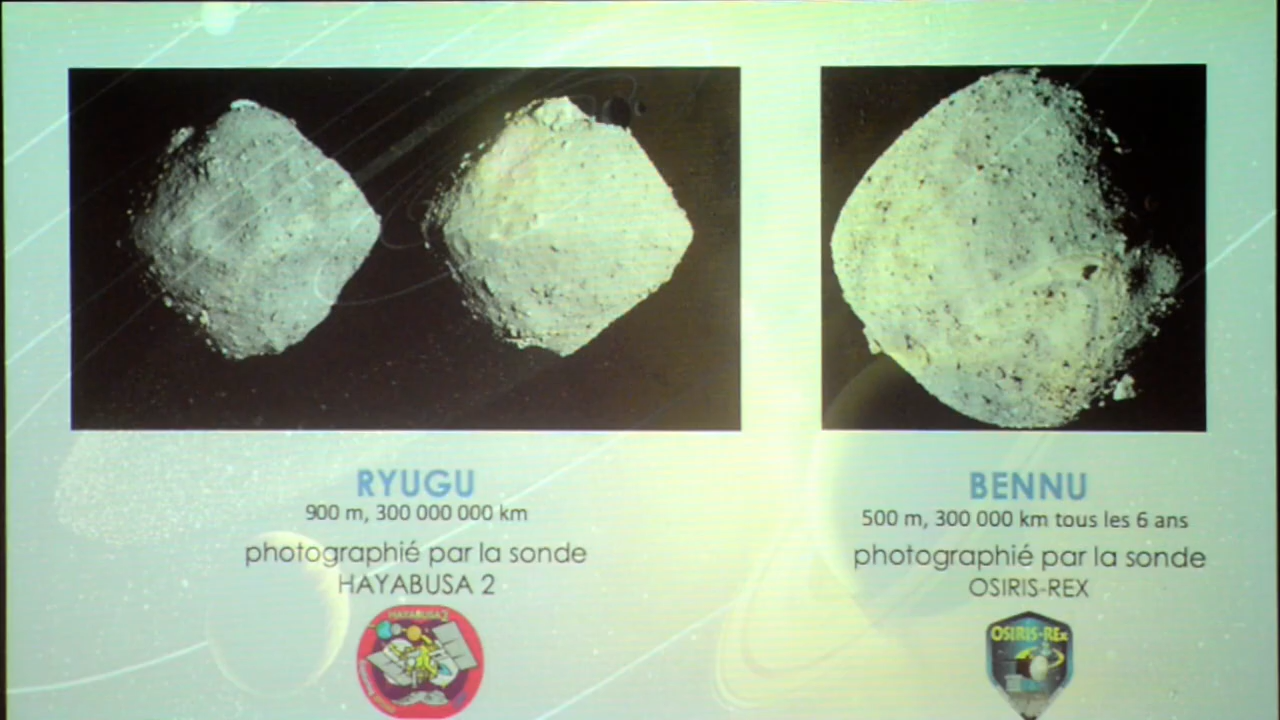 RYUGU
900 m, 300 000 000 km
photographié par la sonde
HAYABUSA 2
HAYABUSA2
BENNU
500 m, 300 000 km tous les 6 ans
photographié par la sonde
OSIRIS-REX
OSIRIS-REx